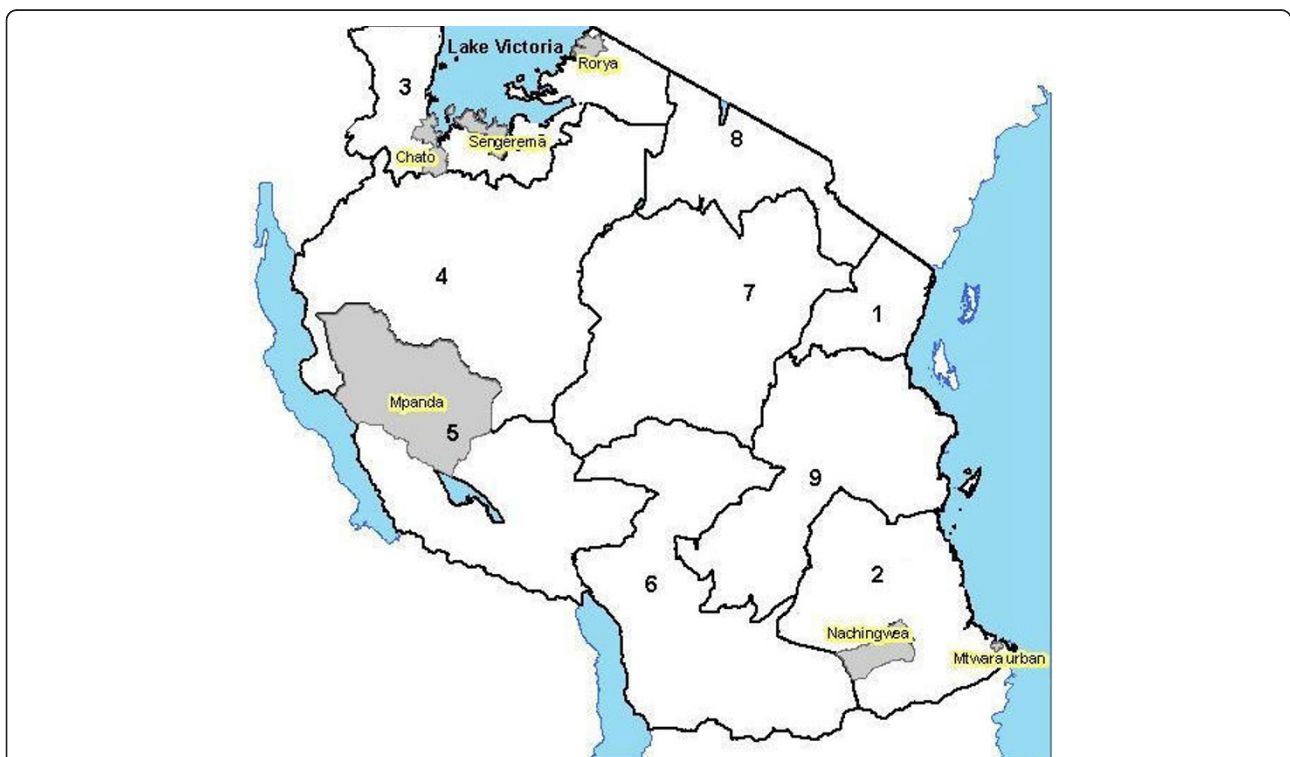 Lake Victoria
Rorya
3
8
Sengerema
Chato
4
7
1
Mpanda
5
9
2
6
Nachingwea
Mtwara urban